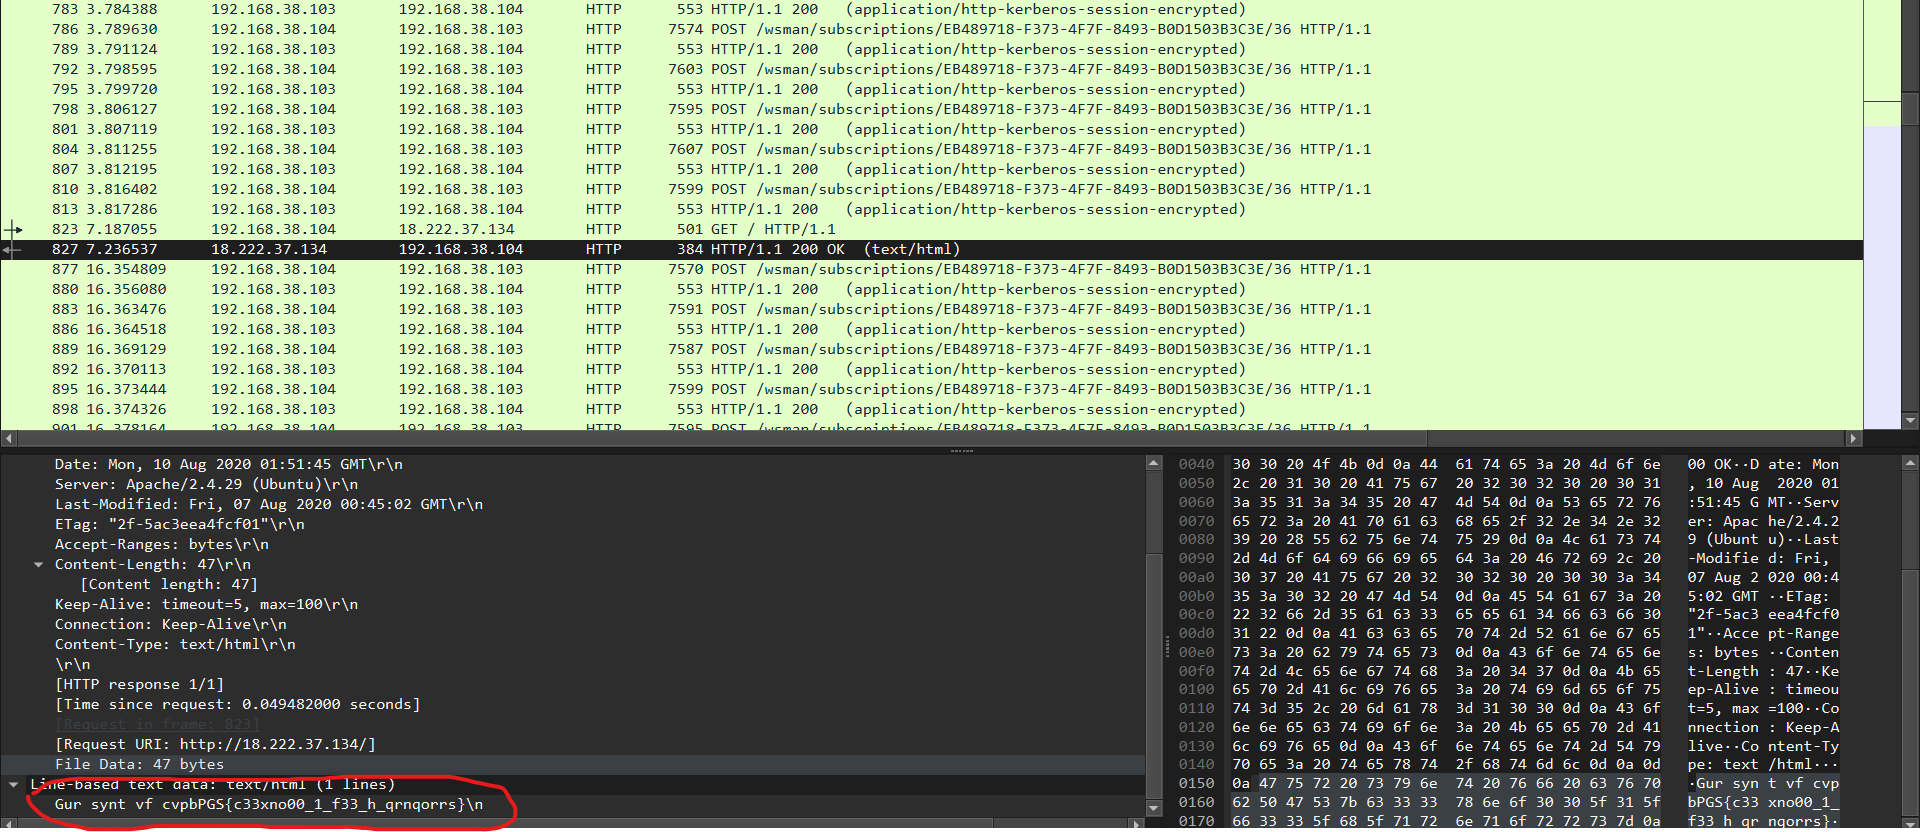 783 3.784388 192.168.38.103 192.168.38.104 HTTP 553 HTTP/1.1 200 (application/http-kerberos-session-encrypted)
786 3.789630 192.168.38.104 192.168.38.103 HTTP 7574 POST /wsman/subscriptions/EB489718-F373-4F7F-8493-B0D1503B3C3E/36 HTTP/1.1
789 3.791124 192.168.38.103 192.168.38.104 HTTP 553 HTTP/1.1 200 (application/http-kerberos-session-encrypted)
792 3.798595 192.168.38.104 192.168.38.103 HTTP 7603 POST /wsman/subscriptions/EB489718-F373-4F7F-8493-B0D1503B3C3E/36 HTTP/1.1
795 3.799720 192.168.38.103 192.168.38.104 HTTP 553 HTTP/1.1 200 (application/http-kerberos-session-encrypted)
798 3.806127 192.168.38.104 192.168.38.103 HTTP 7595 POST /wsman/subscriptions/EB489718-F373-4F7F-8493-B0D1503B3C3E/36 HTTP/1.1
801 3.807119 192.168.38.103 192.168.38.104 HTTP 553 HTTP/1.1 200 (application/http-kerberos-session-encrypted)
804 3.811255 192.168.38.104 192.168.38.103 HTTP 7607 POST /wsman/subscriptions/EB489718-F373-4F7F-8493-B0D1503B3C3E/36 HTTP/1.1
807 3.812195 192.168.38.103 192.168.38.104 HTTP 553 HTTP/1.1 200 (application/http-kerberos-session-encrypted)
810 3.816402 192.168.38.104 192.168.38.103 HTTP 7599 POST /wsman/subscriptions/EB489718-F373-4F7F-8493-B0D1503B3C3E/36 HTTP/1.1
813 3.817286 192.168.38.103 192.168.38.104 HTTP 553 HTTP/1.1 200 (application/http-kerberos-session-encrypted)
823 7.187055 192.168.38.104 18.222.37.134 HTTP 501 GET / HTTP/1.1
827 7.236537 18.222.37.134 192.168.38.104 HTTP 384 HTTP/1.1 200 OK (text/html)
877 16.354809 192.168.38.104 192.168.38.103 HTTP 7570 POST /wsman/subscriptions/EB489718-F373-4F7F-8493-B0D1503B3C3E/36 HTTP/1.1
880 16.356080 192.168.38.103 192.168.38.104 HTTP 553 HTTP/1.1 200 (application/http-kerberos-session-encrypted)
883 16.363476 192.168.38.104 192.168.38.103 HTTP 7591 POST /wsman/subscriptions/EB489718-F373-4F7F-8493-B0D1503B3C3E/36 HTTP/1.1
886 16.364518 192.168.38.103 192.168.38.104 HTTP 553 HTTP/1.1 200 (application/http-kerberos-session-encrypted)
889 16.369129 192.168.38.104 192.168.38.103 HTTP 7587 POST /wsman/subscriptions/EB489718-F373-4F7F-8493-B0D1503B3C3E/36 HTTP/1.1
892 16.370113 192.168.38.103 192.168.38.104 HTTP 553 HTTP/1.1 200 (application/http-kerberos-session-encrypted)
895 16.373444 192.168.38.104 192.168.38.103 HTTP 7599 POST /wsman/subscriptions/EB489718-F373-4F7F-8493-B0D1503B3C3E/36 HTTP/1.1
898 16.374326 192.168.38.103 192.168.38.104 HTTP 553 HTTP/1.1 200 (application/http-kerberos-session-encrypted)
901 16.378164 192.168.38.104 192.168.38.103 HTTP 7595 POST /wsman/subscriptions/EB489718-F373-4F7F-8493-B0D1503B3C3E/36 HTTP/1.1
Date: Mon, 10 Aug 2020 01:51:45 GMT\r\n
Server: Apache/2.4.29 (Ubuntu)\r\n
Last-Modified: Fri, 07 Aug 2020 00:45:02 GMT\r\n
ETag: "2f-5ac3eea4fcf01"\r\n
Accept-Ranges: bytes\r\n
Content-Length: 47\r\n
[Content length: 47]
Keep-Alive: timeout=5, max=100\r\n
Connection: Keep-Alive\r\n
Content-Type: text/html\r\n
\r\n
[HTTP response 1/1]
[Time since request: 0.049482000 seconds]
[Request in frame: 823]
[Request URI: http://18.222.37.134/]
File Data: 47 bytes
Line-based text data: text/html (1 lines)
Gur synt vf cvpbPGS{c33xno00_1_f33_h_qrnqorrs}\n
0040 30 30 20 4f 4b 0d 0a 44 61 74 65 3a 20 4d 6f 6e 00 OK··D ate: Mon
0050 2c 20 31 30 20 41 75 67 20 32 30 32 30 20 30 31 , 10 Aug 2020 01
0060 3a 35 31 3a 34 35 20 47 4d 54 0d 0a 53 65 72 76 :51:45 G MT··Serv
0070 65 72 3a 20 41 70 61 63 68 65 2f 32 2e 34 2e 32 er: Apac he/2.4.2
0080 39 20 28 55 62 75 6e 74 75 29 0d 0a 4c 61 73 74 9 (Ubunt u)··Last
0090 2d 4d 6f 64 69 66 69 65 64 3a 20 46 72 69 2c 20 -Modifie d: Fri,
00a0 30 37 20 41 75 67 20 32 30 32 30 20 30 30 3a 34 07 Aug 2 020 00:4
00b0 35 3a 30 32 20 47 4d 54 0d 0a 45 54 61 67 3a 20 5:02 GMT ··ETag:
00c0 22 32 66 2d 35 61 63 33 65 65 61 34 66 63 66 30 "2f-5ac3 eea4fcf0
00d0 31 22 0d 0a 41 63 63 65 70 74 2d 52 61 6e 67 65 1"··Acce pt-Range
00e0 73 3a 20 62 79 74 65 73 0d 0a 43 6f 6e 74 65 6e s: bytes ··Conten
00f0 74 2d 4c 65 6e 67 74 68 3a 20 34 37 0d 0a 4b 65 t-Length : 47··Ke
0100 65 70 2d 41 6c 69 76 65 3a 20 74 69 6d 65 6f 75 ep-Alive : timeou
0110 74 3d 35 2c 20 6d 61 78 3d 31 30 30 0d 0a 43 6f t=5, max =100··Co
0120 6e 6e 65 63 74 69 6f 6e 3a 20 4b 65 65 70 2d 41 nnection : Keep-A
0130 6c 69 76 65 0d 0a 43 6f 6e 74 65 6e 74 2d 54 79 live··Co ntent-Ty
0140 70 65 3a 20 74 65 78 74 2f 68 74 6d 6c 0d 0a 0d pe: text /html···
0150 0a 47 75 72 20 73 79 6e 74 20 76 66 20 63 76 70 ·Gur syn t vf cvp
0160 62 50 47 53 7b 63 33 33 78 6e 6f 30 30 5f 31 5f bPGS{c33 xno00_1_
0170 66 33 33 5f 68 5f 71 72 6e 71 6f 72 72 73 7d 0a f33_h_qr nqorrs}·